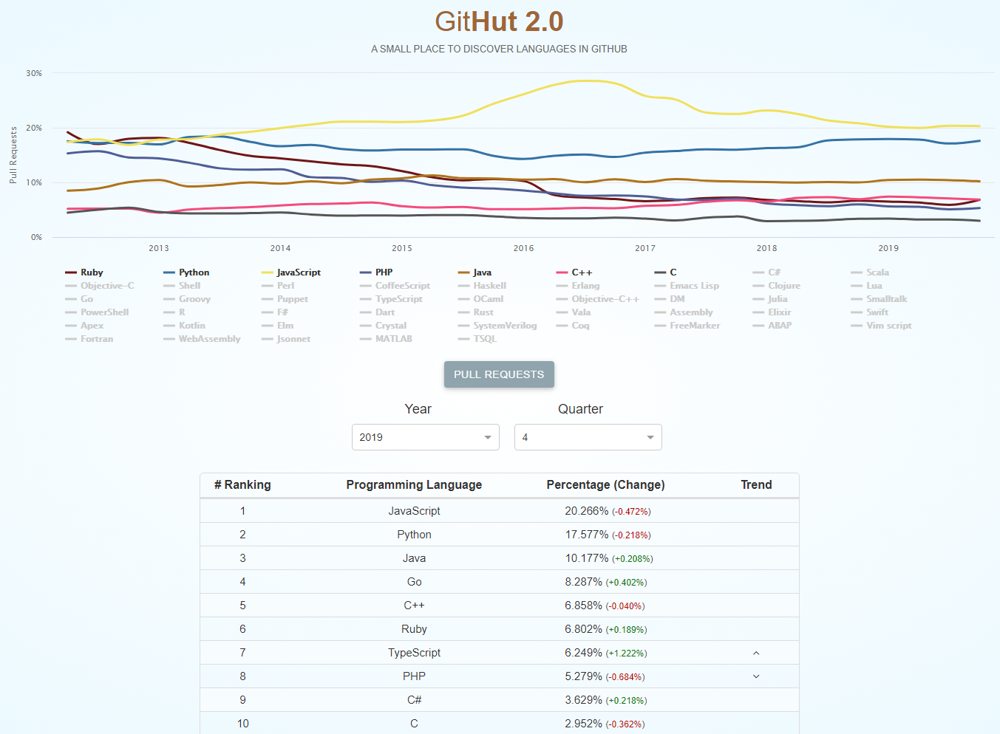 GitHut 2.0
A SMALL PLACE TO DISCOVER LANGUAGES IN GITHUB
Pull Requests
30%
20%
10%
0%
2013 2014 2015 2016 2017 2018 2019
Ruby Python JavaScript PHP Java C++ C C# Scala
Objective-C Shell Perl CoffeeScript Haskell Erlang Emacs Lisp Clojure Lua
Go Groovy Puppet TypeScript OCaml Objective-C++ DM Julia Smalltalk
PowerShell R F# Dart Rust Vala Assembly Elixir Swift
Apex Kotlin Elm Crystal SystemVerilog Coq FreeMarker ABAP Vim script
Fortran WebAssembly Jsonnet MATLAB TSQL
PULL REQUESTS
Year Quarter
2019 4
# Ranking Programming Language Percentage (Change) Trend
1 JavaScript 20.266% (-0.472%)
2 Python 17.577% (-0.218%)
3 Java 10.177% (+0.208%)
4 Go 8.287% (+0.402%)
5 C++ 6.858% (-0.040%)
6 Ruby 6.802% (+0.189%)
7 TypeScript 6.249% (+1.222%)
8 PHP 5.279% (-0.684%)
9 C# 3.629% (+0.218%)
10 C 2.952% (-0.362%)